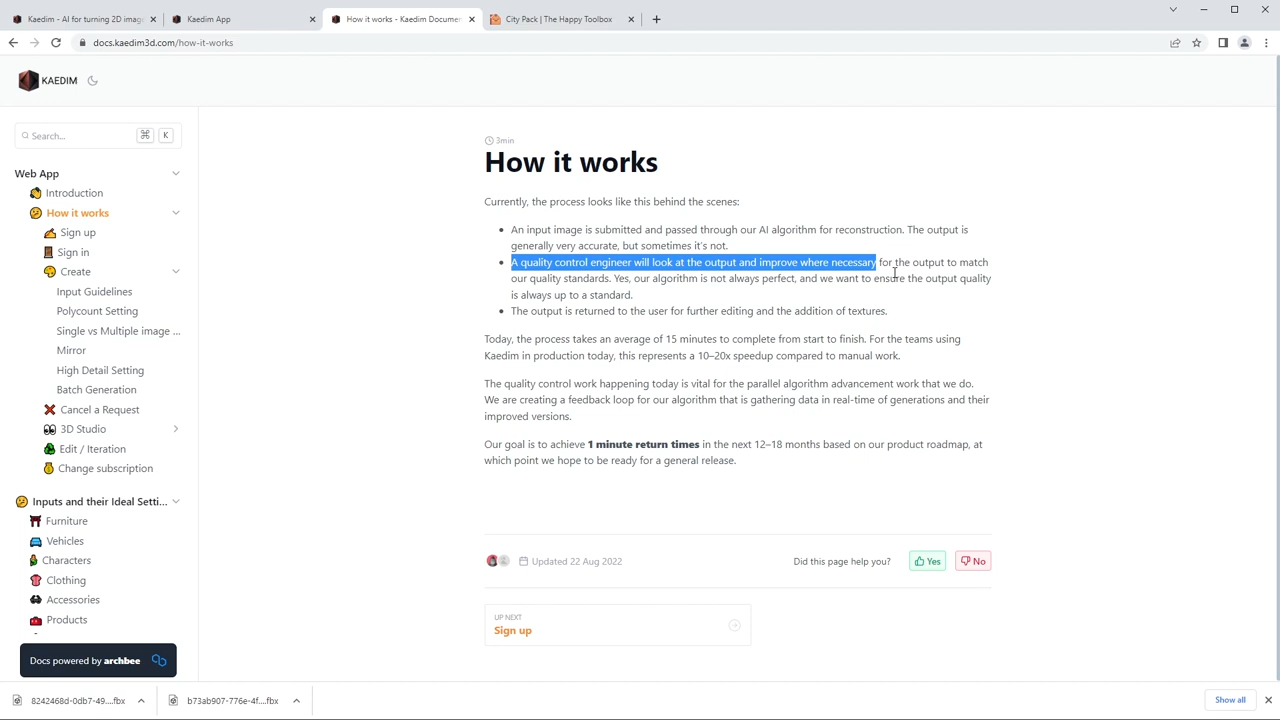 Kaedim - AI for turning 2D image
Kaedim App
How it works - Kaedim Documen
City Pack | The Happy Toolbox
docs.kaedim3d.com/how-it-works
KAEDIM
Search...
⌘ K
Web App
Introduction
How it works
Sign up
Sign in
Create
Input Guidelines
Polycount Setting
Single vs Multiple image ...
Mirror
High Detail Setting
Batch Generation
Cancel a Request
3D Studio
Edit / Iteration
Change subscription
Inputs and their Ideal Setti...
Furniture
Vehicles
Characters
Clothing
Accessories
Products
Docs powered by archbee
3min
How it works
Currently, the process looks like this behind the scenes:
• An input image is submitted and passed through our AI algorithm for reconstruction. The output is
generally very accurate, but sometimes it's not.
• A quality control engineer will look at the output and improve where necessary for the output to match
our quality standards. Yes, our algorithm is not always perfect, and we want to ensure the output quality
is always up to a standard.
• The output is returned to the user for further editing and the addition of textures.
Today, the process takes an average of 15 minutes to complete from start to finish. For the teams using
Kaedim in production today, this represents a 10–20x speedup compared to manual work.
The quality control work happening today is vital for the parallel algorithm advancement work that we do.
We are creating a feedback loop for our algorithm that is gathering data in real-time of generations and their
improved versions.
Our goal is to achieve 1 minute return times in the next 12–18 months based on our product roadmap, at
which point we hope to be ready for a general release.
Updated 22 Aug 2022
Did this page help you?
Yes
No
UP NEXT
Sign up
8242468d-0db7-49....fbx
b73ab907-776e-4f....fbx
Show all